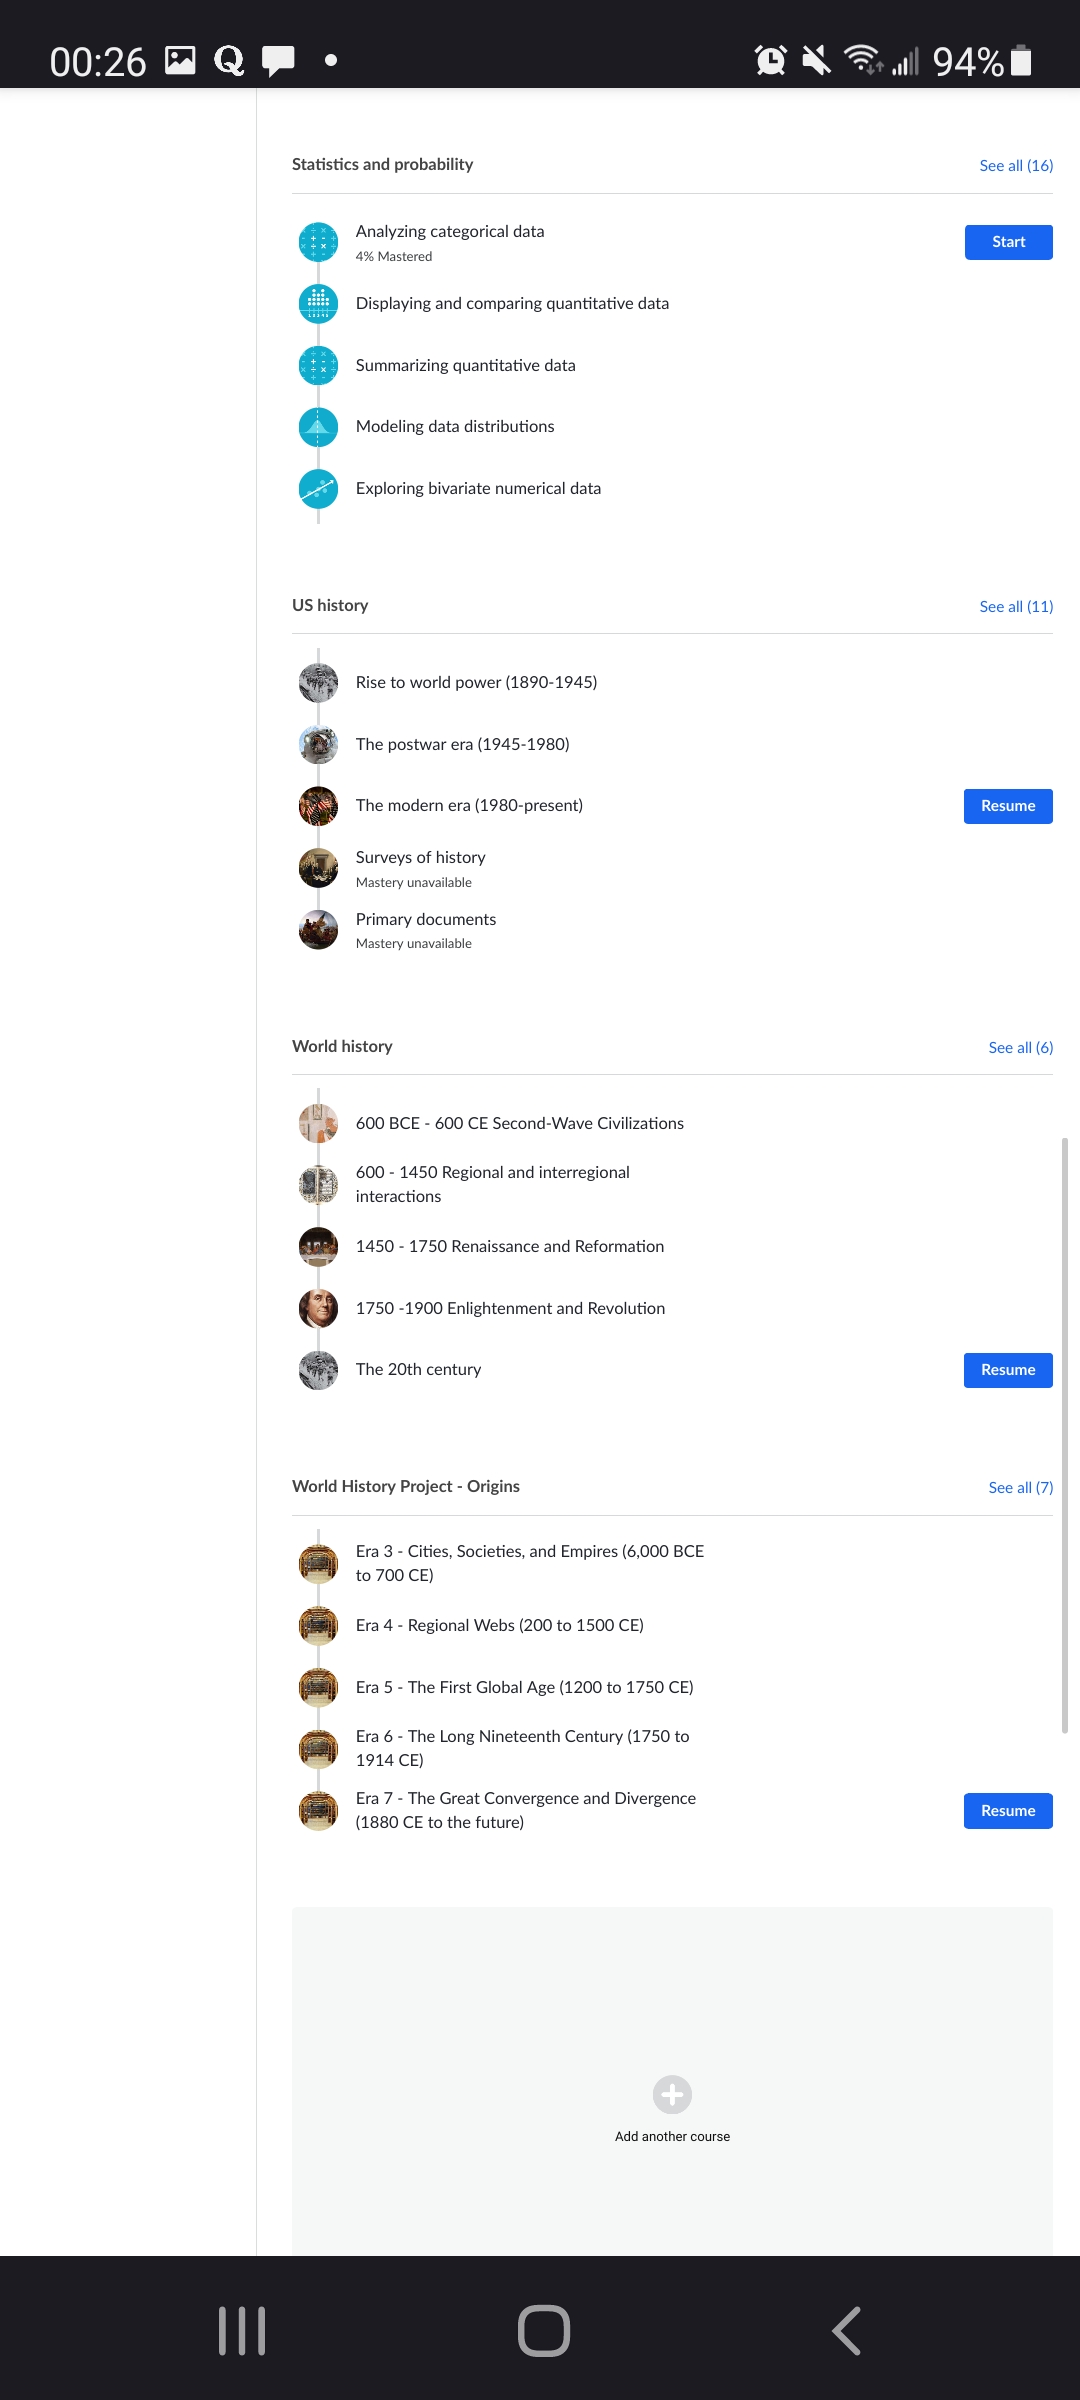 00:26
94%
Statistics and probability
See all (16)
Analyzing categorical data
4% Mastered
Start
Displaying and comparing quantitative data
Summarizing quantitative data
Modeling data distributions
Exploring bivariate numerical data
US history
See all (11)
Rise to world power (1890-1945)
The postwar era (1945-1980)
The modern era (1980-present)
Resume
Surveys of history
Mastery unavailable
Primary documents
Mastery unavailable
World history
See all (6)
600 BCE - 600 CE Second-Wave Civilizations
600 - 1450 Regional and interregional
interactions
1450 - 1750 Renaissance and Reformation
1750 -1900 Enlightenment and Revolution
The 20th century
Resume
World History Project - Origins
See all (7)
Era 3 - Cities, Societies, and Empires (6,000 BCE
to 700 CE)
Era 4 - Regional Webs (200 to 1500 CE)
Era 5 - The First Global Age (1200 to 1750 CE)
Era 6 - The Long Nineteenth Century (1750 to
1914 CE)
Era 7 - The Great Convergence and Divergence
(1880 CE to the future)
Resume
Add another course